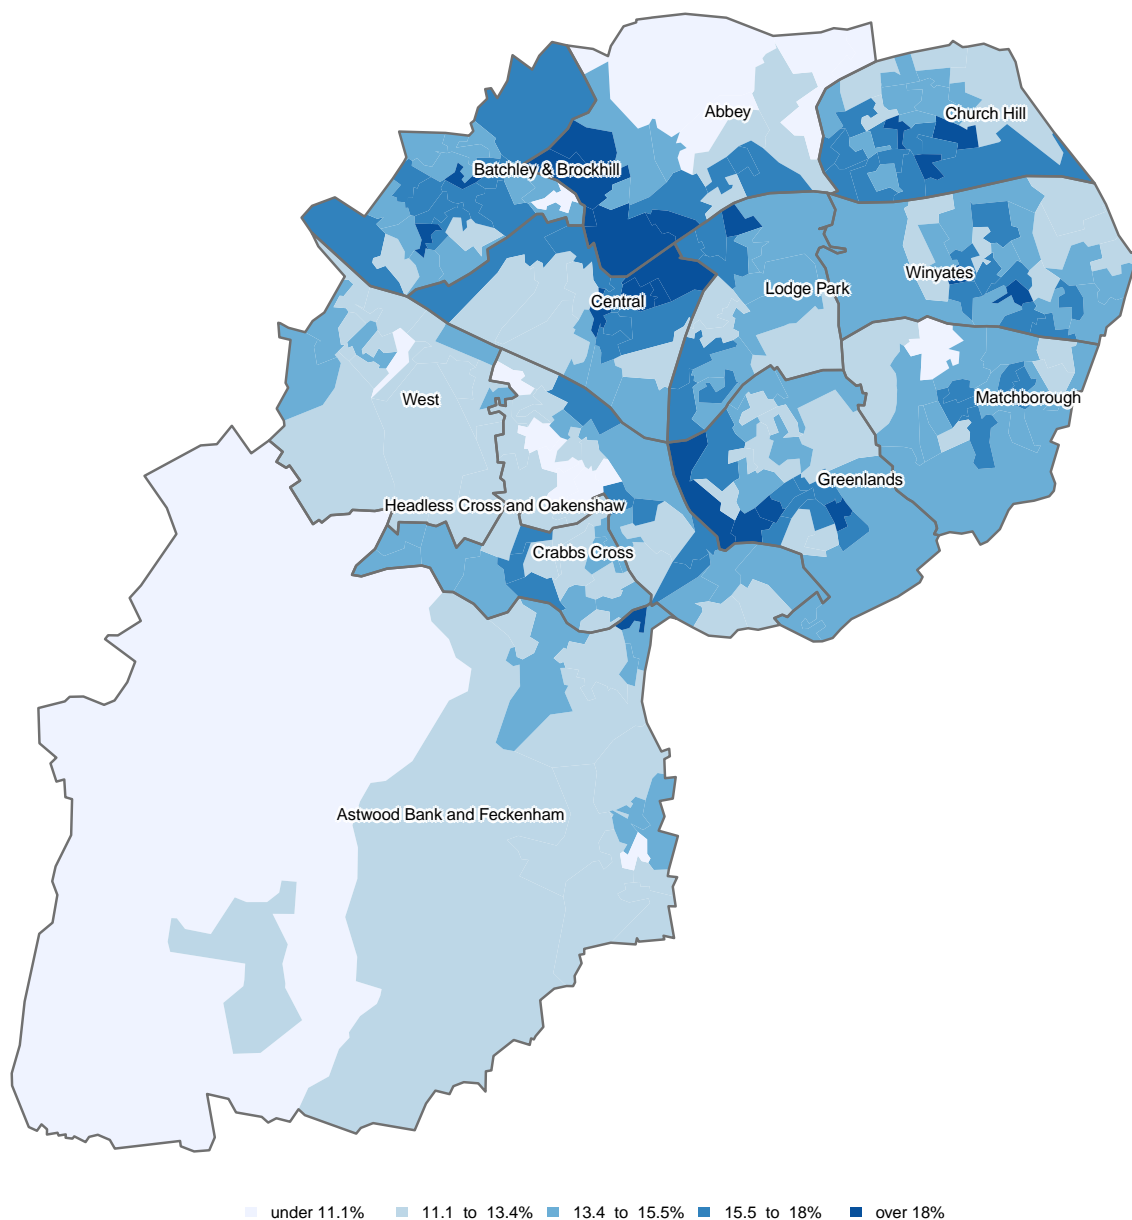 Abbey
Church Hill
Batchley & Brockhill
Winyates
Lodge Park
Central
West
Matchborough
Greenlands
Headless Cross and Oakenshaw
Crabbs Cross
Astwood Bank and Feckenham
under 11.1% 11.1 to 13.4% 13.4 to 15.5% 15.5 to 18% over 18%